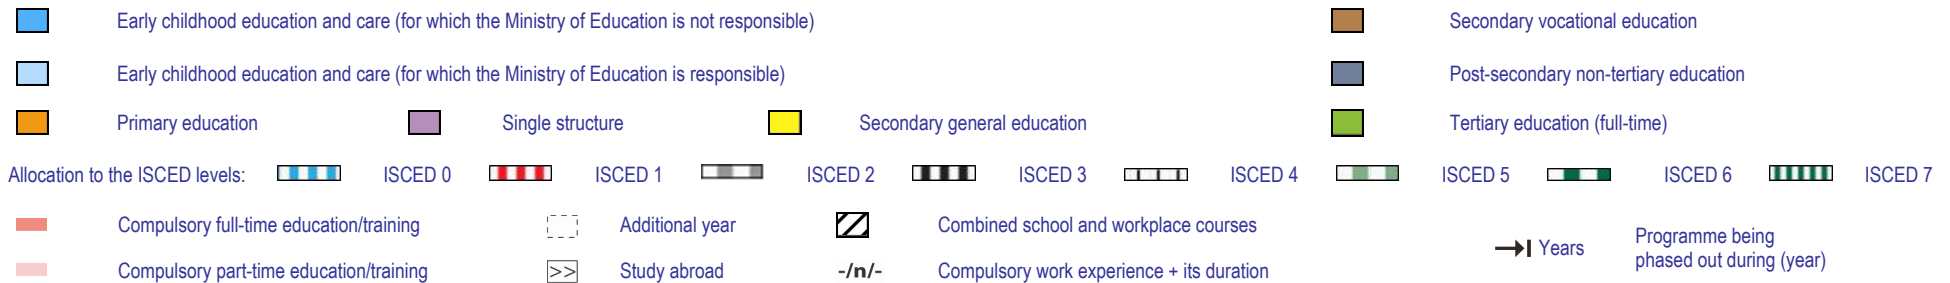 Early childhood education and care (for which the Ministry of Education is not responsible)
Secondary vocational education
Early childhood education and care (for which the Ministry of Education is responsible)
Post-secondary non-tertiary education
Primary education
Single structure
Secondary general education
Tertiary education (full-time)
Allocation to the ISCED levels:
ISCED 0
ISCED 1
ISCED 2
ISCED 3
ISCED 4
ISCED 5
ISCED 6
ISCED 7
Compulsory full-time education/training
Additional year
Combined school and workplace courses
Years
Programme being
phased out during (year)
Compulsory part-time education/training
>>
Study abroad
-/n/-
Compulsory work experience + its duration